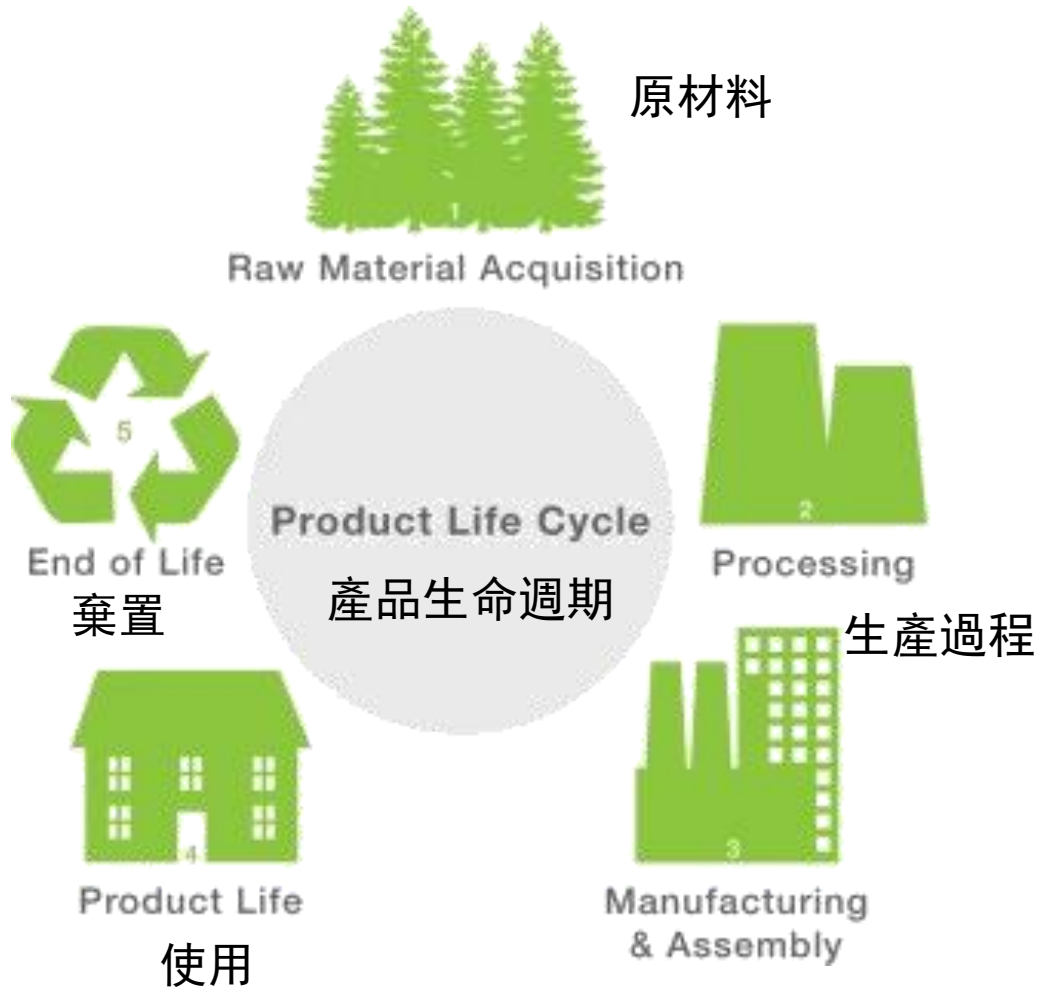 原材料
1
Raw Material Acquisition
5
End of Life
棄置
Product Life Cycle
產品生命週期
2
Processing
生產過程
4
Product Life
使用
3
Manufacturing
& Assembly